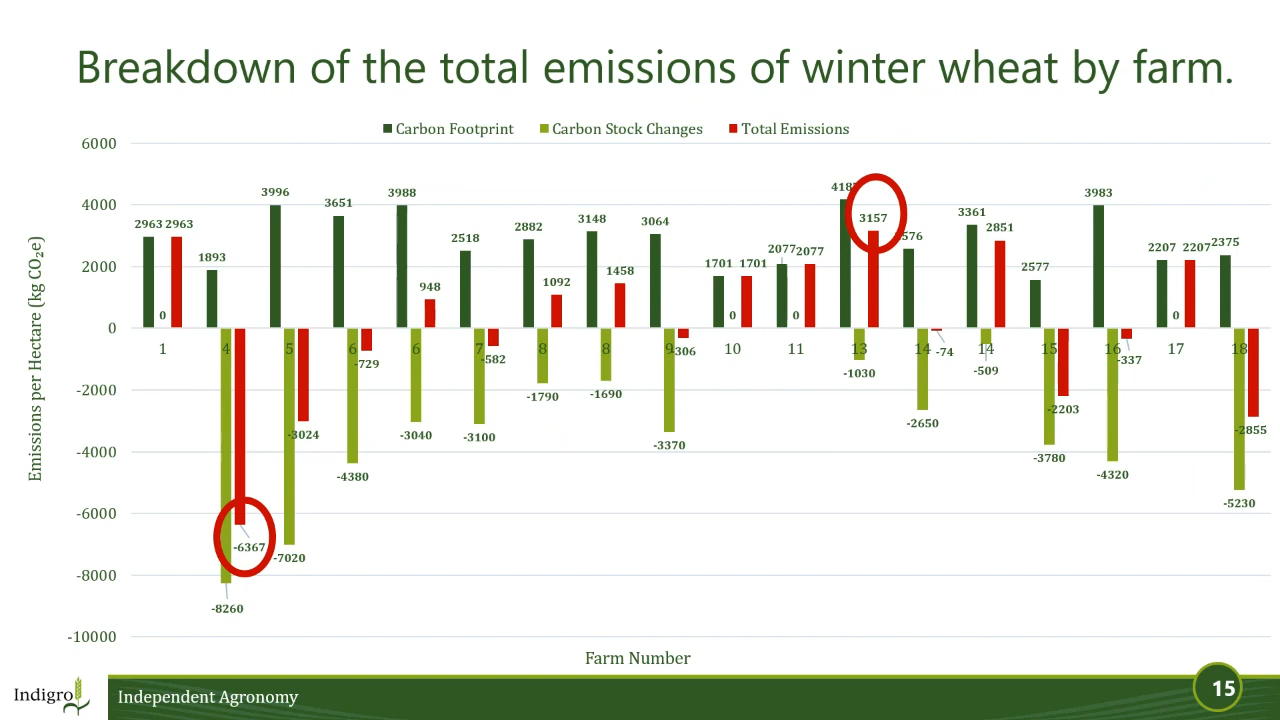 Breakdown of the total emissions of winter wheat by farm.
Carbon Footprint Carbon Stock Changes Total Emissions
6000
4000
2000
0
-2000
-4000
-6000
-8000
-10000
Emissions per Hectare (kg CO₂e)
2963 0 2963
1893 -8260 -6367
3996 -7020 -3024
3651 -4380 -729
3988 -3040 948
2518 -3100 -582
2882 -1790 1092
3148 -1690 1458
3064 -3370 -306
1701 0 1701
2077 0 2077
-1030 3157
-2650 -74
3361 -509 2851
2577 -3780 -2203
3983 -4320 -337
2207 0 2207
2375 -5230 -2855
1 4 5 6 6 7 8 8 9 10 11 13 14 14 15 16 17 18
Farm Number
Indigro
Independent Agronomy
15